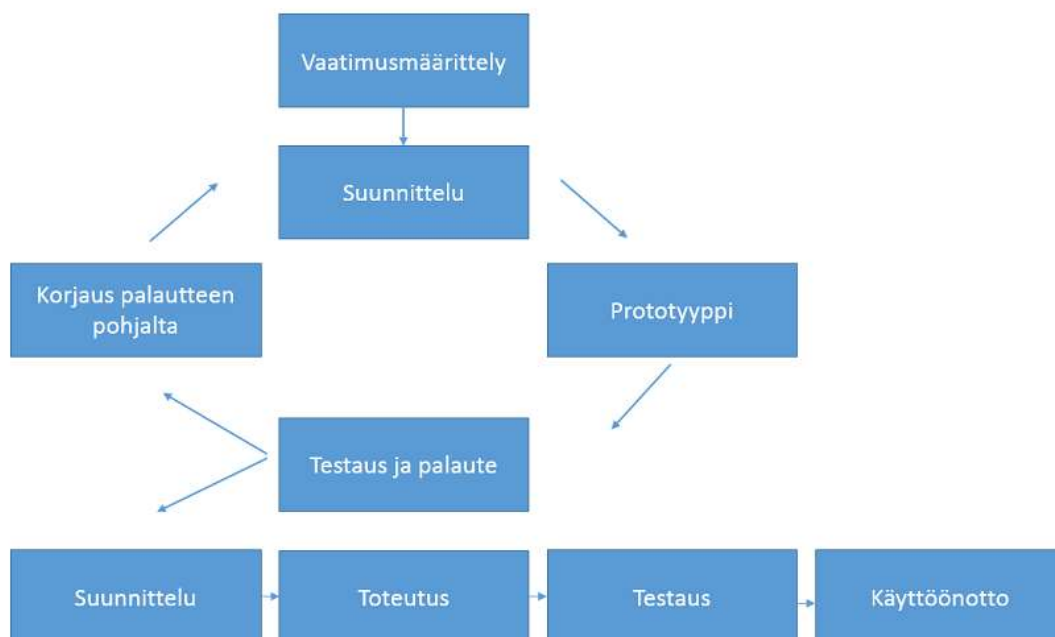 Vaatimusmäärittely
Suunnittelu
Korjaus palautteen
pohjalta
Prototyyppi
Testaus ja palaute
Suunnittelu
Toteutus
Testaus
Käyttöönotto